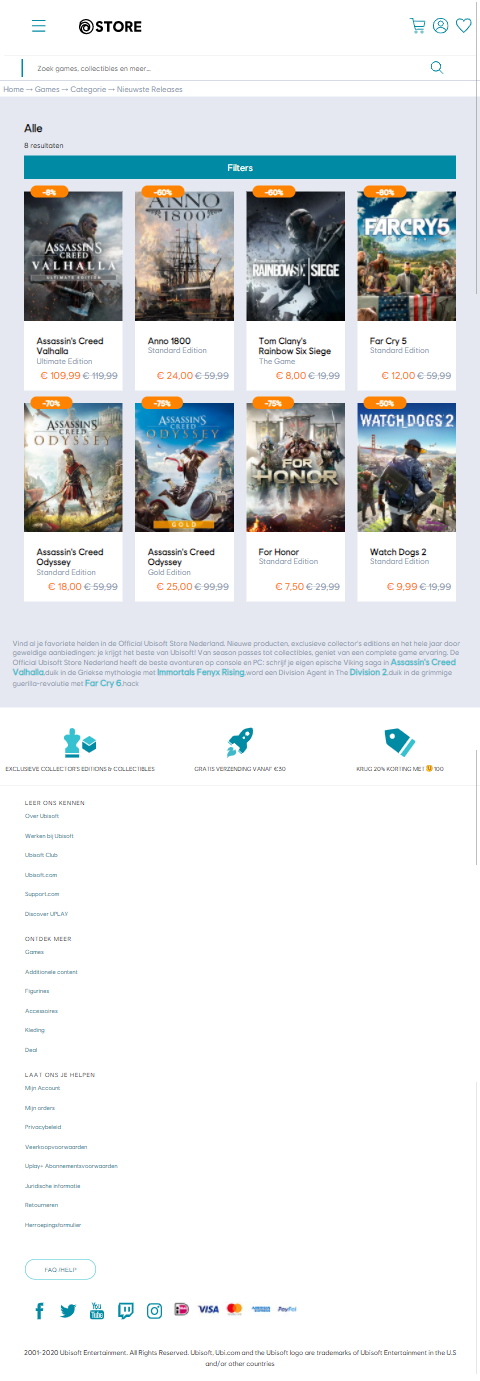 STORE
Zoek games, collectibles en meer...
Home → Games → Categorie → Nieuwste Releases
Alle
8 resultaten
Filters
-8%
-60%
-60%
-80%
ASSASSIN'S
CREED
VALHALLA
ULTIMATE EDITION
ANNO
1800
RAINBOW SIX | SIEGE
FARCRY5
Assassin's Creed
Valhalla
Ultimate Edition
€ 109,99 € 119,99
Anno 1800
Standard Edition
€ 24,00 € 59,99
Tom Clany's
Rainbow Six Siege
The Game
€ 8,00 € 19,99
Far Cry 5
Standard Edition
€ 12,00 € 59,99
-70%
-75%
-75%
-50%
ASSASSIN'S
CREED
ODYSSEY
ASSASSIN'S
CREED
ODYSSEY
GOLD
FOR
HONOR
WATCH DOGS 2
Assassin's Creed
Odyssey
Standard Edition
€ 18,00 € 59,99
Assassin's Creed
Odyssey
Gold Edition
€ 25,00 € 99,99
For Honor
Standard Edition
€ 7,50 € 29,99
Watch Dogs 2
Standard Edition
€ 9,99 € 19,99
Vind al je favoriete helden in de Official Ubisoft Store Nederland. Nieuwe producten, exclusieve collector's editions en het hele jaar door
geweldige aanbiedingen: je krijgt het beste van Ubisoft! Van season passes tot collectibles, geniet van een complete game ervaring. De
Official Ubisoft Store Nederland heeft de beste avonturen op console en PC: schrijf je eigen epische Viking saga in Assassin's Creed
Valhalla,duik in de Griekse mythologie met Immortals Fenyx Rising,word een Division Agent in The Division 2,duik in de grimmige
guerilla-revolutie met Far Cry 6,hack
EXCLUSIEVE COLLECTOR'S EDITIONS & COLLECTIBLES
GRATIS VERZENDING VANAF €30
KRIJG 20% KORTING MET 100
LEER ONS KENNEN
Over Ubisoft
Werken bij Ubisoft
Ubisoft Club
Ubisoft.com
Support.com
Discover UPLAY
ONTDEK MEER
Games
Additionele content
Figurines
Accessoires
Kleding
Deal
LAAT ONS JE HELPEN
Mijn Account
Mijn orders
Privacybeleid
Veerkoopvoorwaarden
Uplay+ Abonnementsvoorwaarden
Juridische informatie
Retourneren
Herroepingsformulier
FAQ /HELP
You
Tube
VISA
PayPal
2001-2020 Ubisoft Entertainment. All Rights Reserved. Ubisoft, Ubi.com and the Ubisoft logo are trademarks of Ubisoft Entertainment in the U.S
and/or other countries